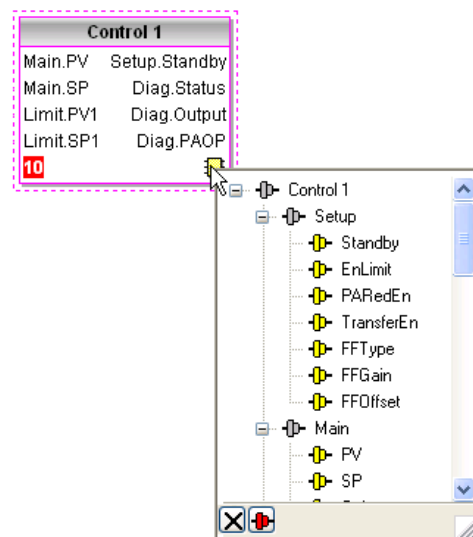 Control 1
Main.PV Setup.Standby
Main.SP Diag.Status
Limit.PV1 Diag.Output
Limit.SP1 Diag.PAOP
10
Control 1
Setup
Standby
EnLimit
PARedEn
TransferEn
FFType
FFGain
FFOffset
Main
PV
SP